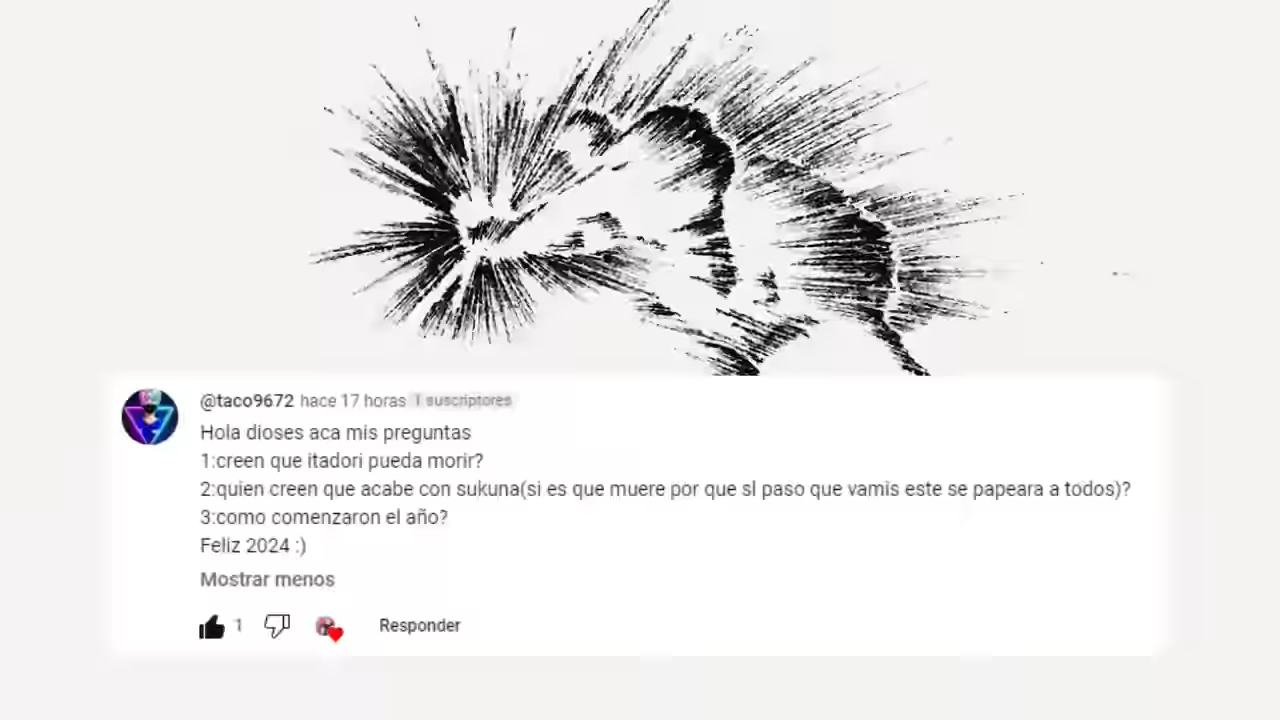 @taco9672 hace 17 horas 1 suscriptores
Hola dioses aca mis preguntas
1:creen que itadori pueda morir?
2:quien creen que acabe con sukuna(si es que muere por que sl paso que vamis este se papeara a todos)?
3:como comenzaron el año?
Feliz 2024 :)
Mostrar menos
1 Responder